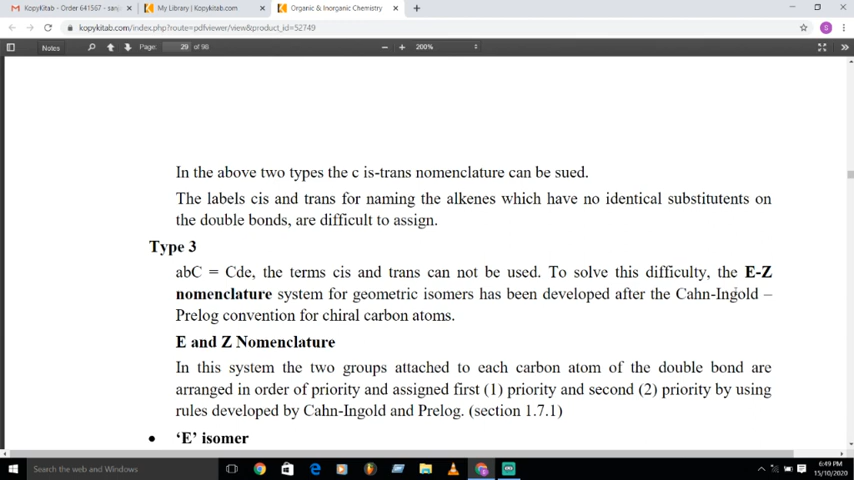 KopyKitab - Order 641567 - sanj
My Library | Kopykitab.com
Organic & Inorganic Chemistry
kopykitab.com/index.php?route=pdfviewer/view&product_id=52749
Notes
Page: 29 of 98
200%
In the above two types the c is-trans nomenclature can be sued.
The labels cis and trans for naming the alkenes which have no identical substitutents on
the double bonds, are difficult to assign.
Type 3
abC = Cde, the terms cis and trans can not be used. To solve this difficulty, the E-Z
nomenclature system for geometric isomers has been developed after the Cahn-Ingold –
Prelog convention for chiral carbon atoms.
E and Z Nomenclature
In this system the two groups attached to each carbon atom of the double bond are
arranged in order of priority and assigned first (1) priority and second (2) priority by using
rules developed by Cahn-Ingold and Prelog. (section 1.7.1)
• ‘E’ isomer
Search the web and Windows
6:49 PM
15/10/2020